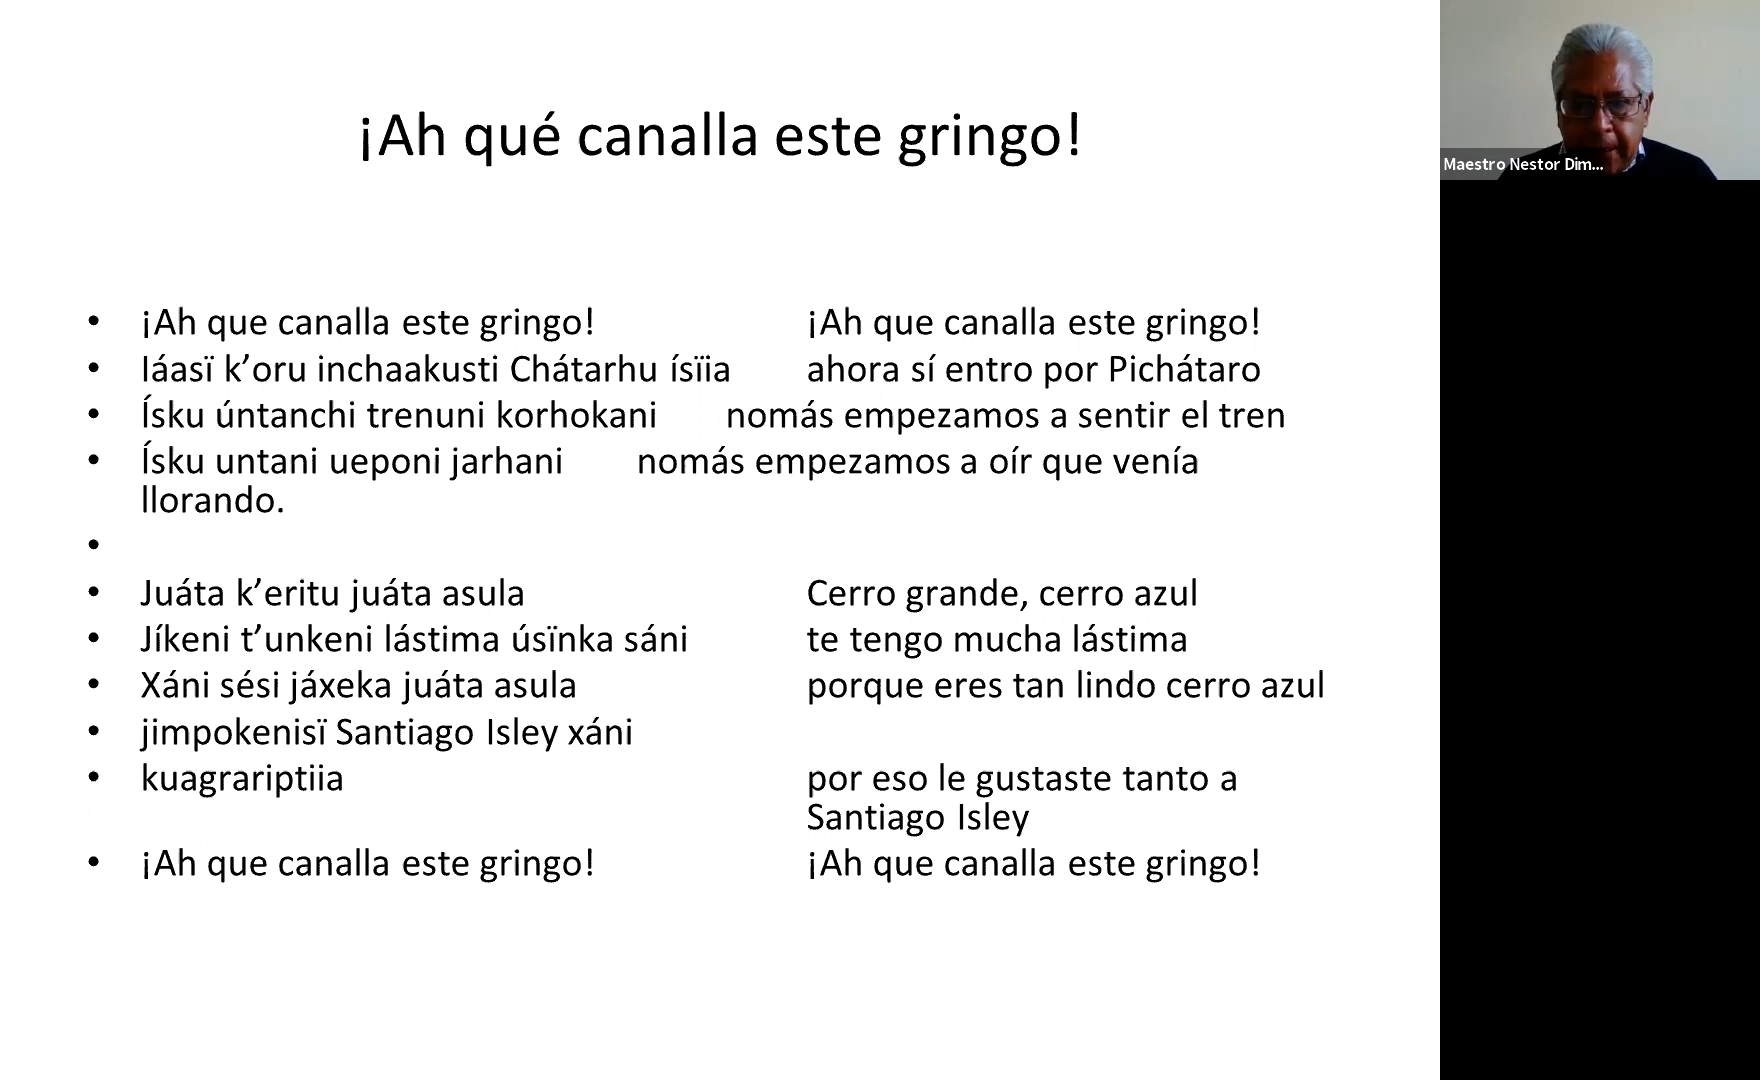 ¡Ah qué canalla este gringo!
• ¡Ah que canalla este gringo! ¡Ah que canalla este gringo!
• Iáasï k’oru inchaakusti Chátarhu ísïia ahora sí entro por Pichátaro
• Ísku úntanchi trenuni korhokani nomás empezamos a sentir el tren
• Ísku untani ueponi jarhani nomás empezamos a oír que venía
llorando.
•
• Juáta k’eritu juáta asula Cerro grande, cerro azul
• Jíkeni t’unkeni lástima úsïnka sáni te tengo mucha lástima
• Xáni sési jáxeka juáta asula porque eres tan lindo cerro azul
• jimpokenisï Santiago Isley xáni
• kuagrariptiia por eso le gustaste tanto a
Santiago Isley
• ¡Ah que canalla este gringo! ¡Ah que canalla este gringo!
Maestro Nestor Dim...